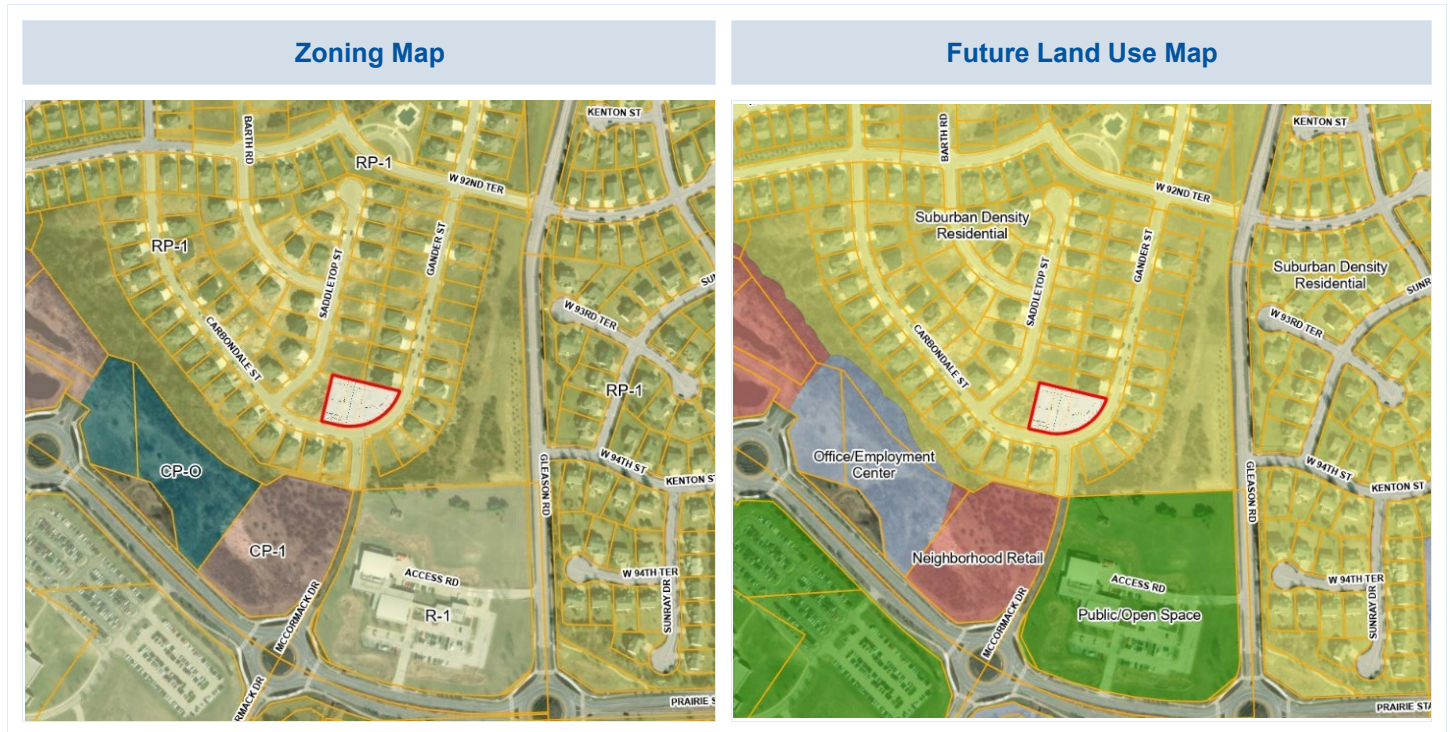 Zoning Map
KENTON ST
BARTH RD
RP-1
W 92ND TER
RP-1
SADDLETOP ST
GANDER ST
W 93RD TER
CARBONDALE ST
RP-1
CP-O
GLEASON RD
W 94TH ST
KENTON ST
CP-1
ACCESS RD
W 94TH TER
R-1
SUNRAY DR
MCCORMACK DR
PRAIRIE
Future Land Use Map
KENTON ST
BARTH RD
W 92ND TER
Suburban Density
Residential
SADDLETOP ST
GANDER ST
Suburban Density
Residential
W 93RD TER
CARBONDALE ST
Office/Employment
Center
GLEASON RD
W 94TH ST
KENTON ST
Neighborhood Retail
ACCESS RD
W 94TH TER
Public/Open Space
SUNRAY DR
MCCORMACK DR
PRAIRIE STA